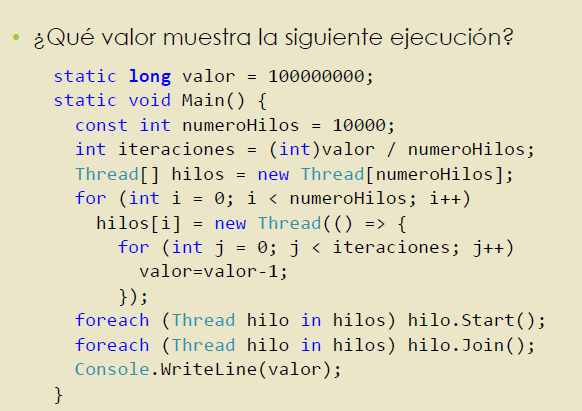 • ¿Qué valor muestra la siguiente ejecución?
static long valor = 100000000;
static void Main() {
const int numeroHilos = 10000;
int iteraciones = (int)valor / numeroHilos;
Thread[] hilos = new Thread[numeroHilos];
for (int i = 0; i < numeroHilos; i++)
hilos[i] = new Thread(() => {
for (int j = 0; j < iteraciones; j++)
valor=valor-1;
});
foreach (Thread hilo in hilos) hilo.Start();
foreach (Thread hilo in hilos) hilo.Join();
Console.WriteLine(valor);
}